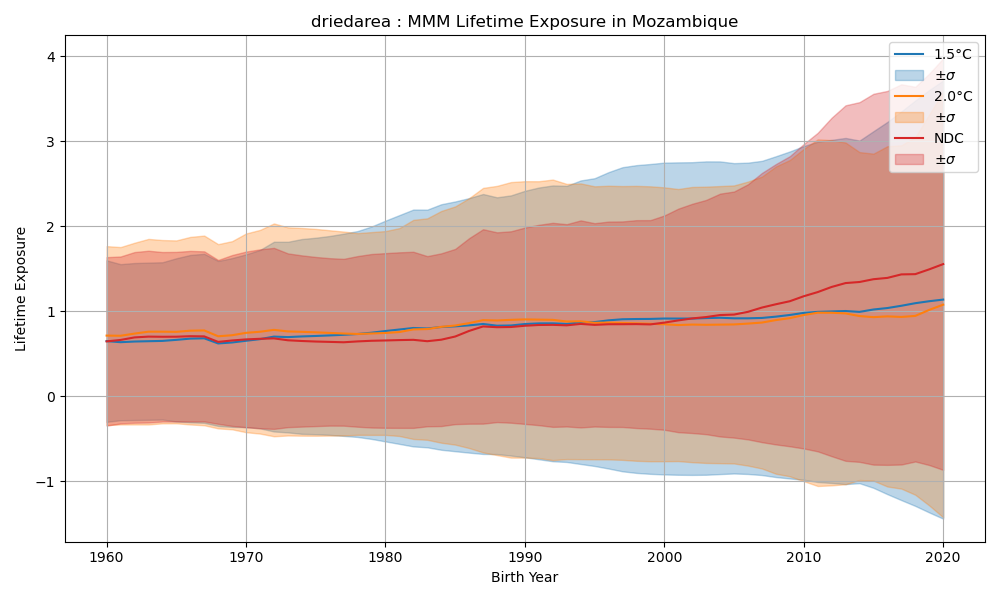 driedarea : MMM Lifetime Exposure in Mozambique
Lifetime Exposure
4
3
2
1
0
−1
1960 1970 1980 1990 2000 2010 2020
Birth Year
1.5°C
±σ
2.0°C
±σ
NDC
±σ